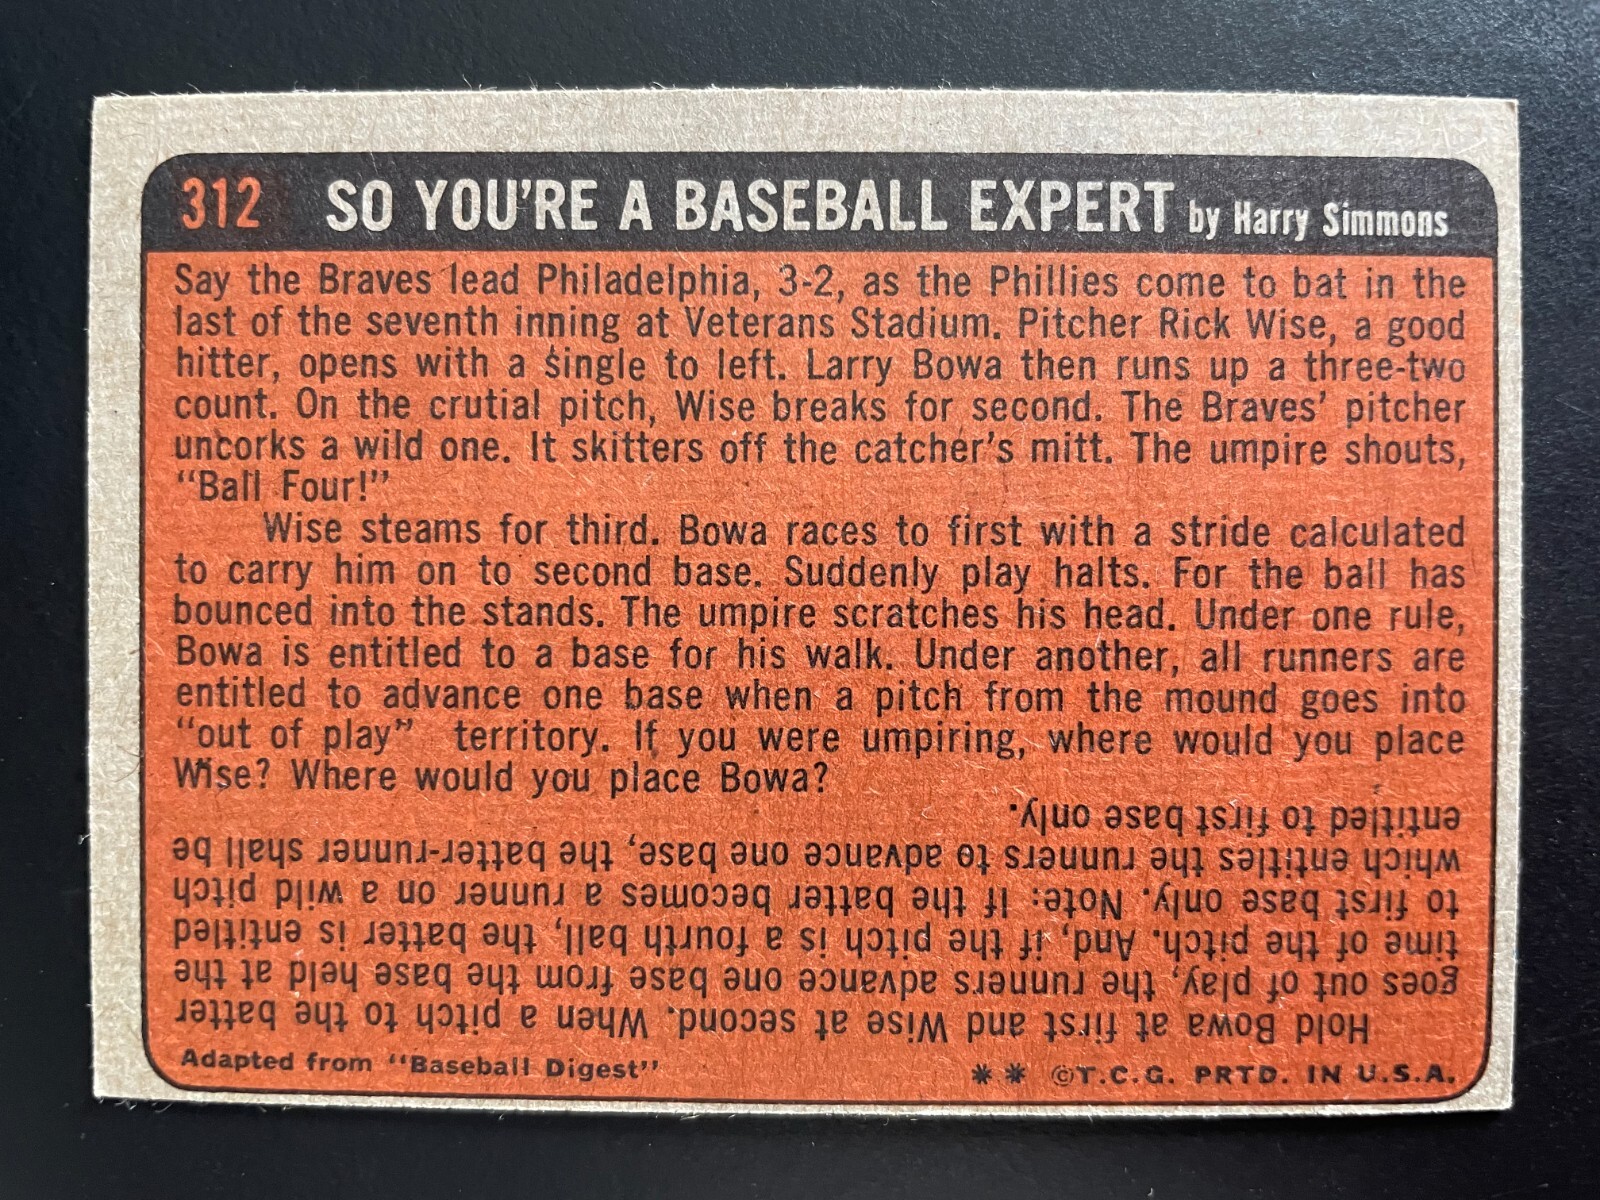 312 SO YOU'RE A BASEBALL EXPERT by Harry Simmons
Say the Braves lead Philadelphia, 3-2, as the Phillies come to bat in the
last of the seventh inning at Veterans Stadium. Pitcher Rick Wise, a good
hitter, opens with a single to left. Larry Bowa then runs up a three-two
count. On the crutial pitch, Wise breaks for second. The Braves' pitcher
uncorks a wild one. It skitters off the catcher's mitt. The umpire shouts,
"Ball Four!"
Wise steams for third. Bowa races to first with a stride calculated
to carry him on to second base. Suddenly play halts. For the ball has
bounced into the stands. The umpire scratches his head. Under one rule,
Bowa is entitled to a base for his walk. Under another, all runners are
entitled to advance one base when a pitch from the mound goes into
"out of play" territory. If you were umpiring, where would you place
Wise? Where would you place Bowa?
Hold Bowa at first and Wise at second. When a pitch to the batter
goes out of play, the runners advance one base from the base held at the
time of the pitch. And, if the pitch is a fourth ball, the batter is entitled
to first base only. Note: If the batter becomes a runner on a wild pitch
which entitles the runners to advance one base, the batter-runner shall be
entitled to first base only.
Adapted from "Baseball Digest" ** ©T.C.G. PRTD. IN U.S.A.